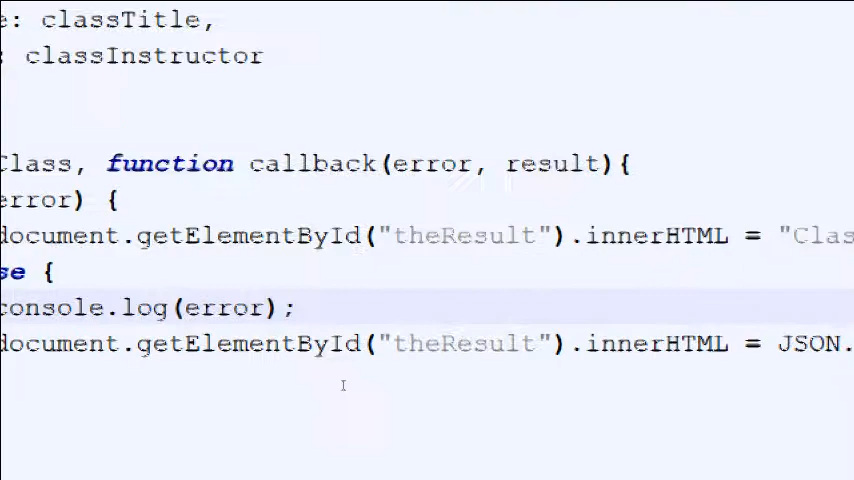 e: classTitle,
: classInstructor
Class, function callback(error, result){
error) {
document.getElementById("theResult").innerHTML = "Clas
se {
console.log(error);
document.getElementById("theResult").innerHTML = JSON.